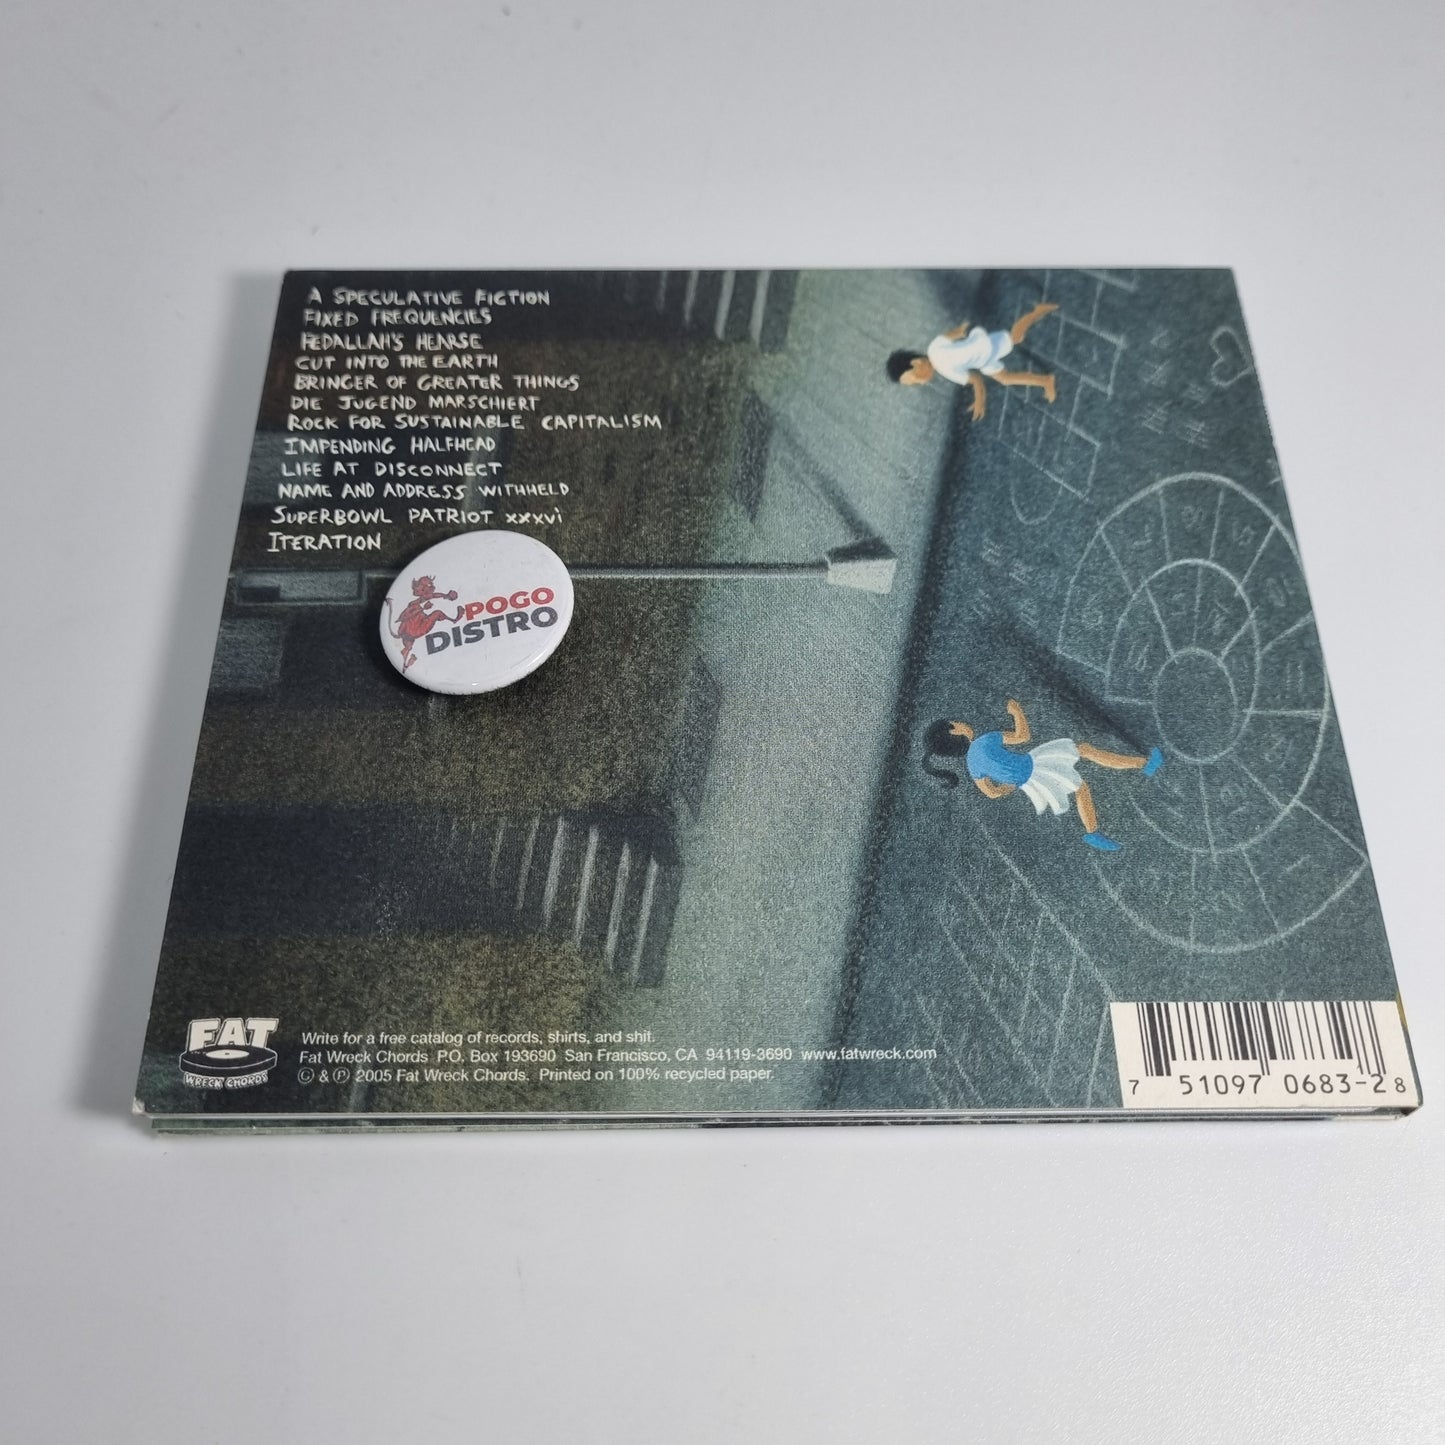 A SPECULATIVE FICTION
FIXED FREQUENCIES
FEDALLAH'S HEARSE
CUT INTO THE EARTH
BRINGER OF GREATER THINGS
DIE JUGEND MARSCHIERT
ROCK FOR SUSTAINABLE CAPITALISM
IMPENDING HALFHEAD
LIFE AT DISCONNECT
NAME AND ADDRESS WITHHELD
SUPERBOWL PATRIOT XXXVi
ITERATION
POGO
DISTRO
FAT
WRECK CHORDS
Write for a free catalog of records, shirts, and shit.
Fat Wreck Chords P.O. Box 193690 San Francisco, CA 94119-3690 www.fatwreck.com
© & ℗ 2005 Fat Wreck Chords. Printed on 100% recycled paper.
7 51097 0683-2 8